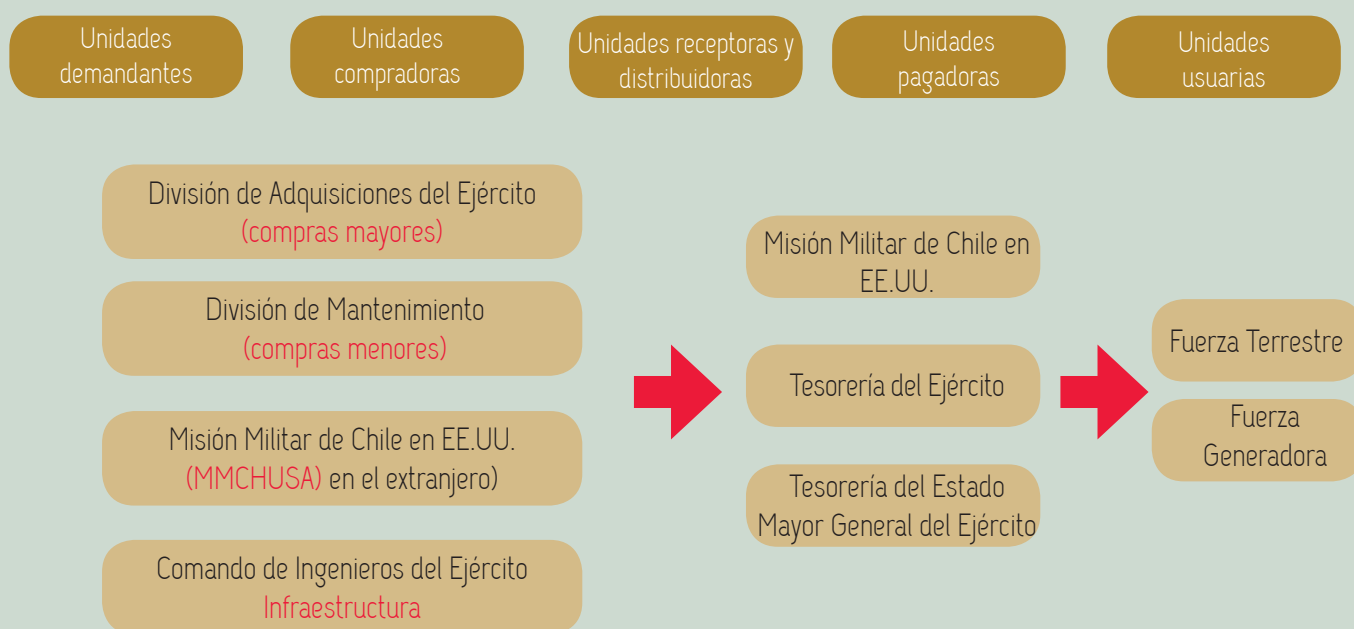 Unidades
demandantes
Unidades
compradoras
Unidades receptoras y
distribuidoras
Unidades
pagadoras
Unidades
usuarias
División de Adquisiciones del Ejército
(compras mayores)
División de Mantenimiento
(compras menores)
Misión Militar de Chile en EE.UU.
(MMCHUSA) en el extranjero)
Comando de Ingenieros del Ejército
Infraestructura
Misión Militar de Chile en
EE.UU.
Tesorería del Ejército
Tesorería del Estado
Mayor General del Ejército
Fuerza Terrestre
Fuerza
Generadora